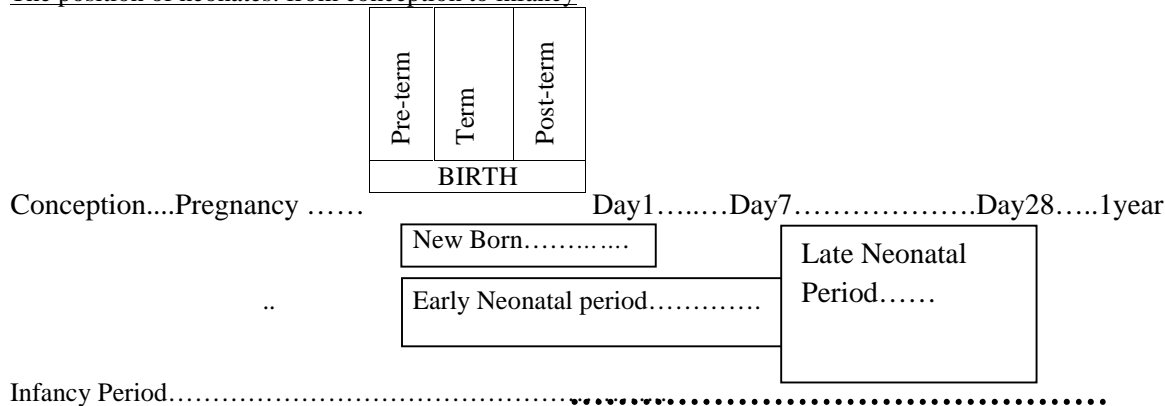 The position of neonates: from conception to infancy
Pre-term
Term
Post-term
BIRTH
Conception....Pregnancy ……
Day1…..…Day7……………….Day28…..1year
New Born……...….
Late Neonatal
Period……
..
Early Neonatal period………….
Infancy Period……………………………………………………..........................................